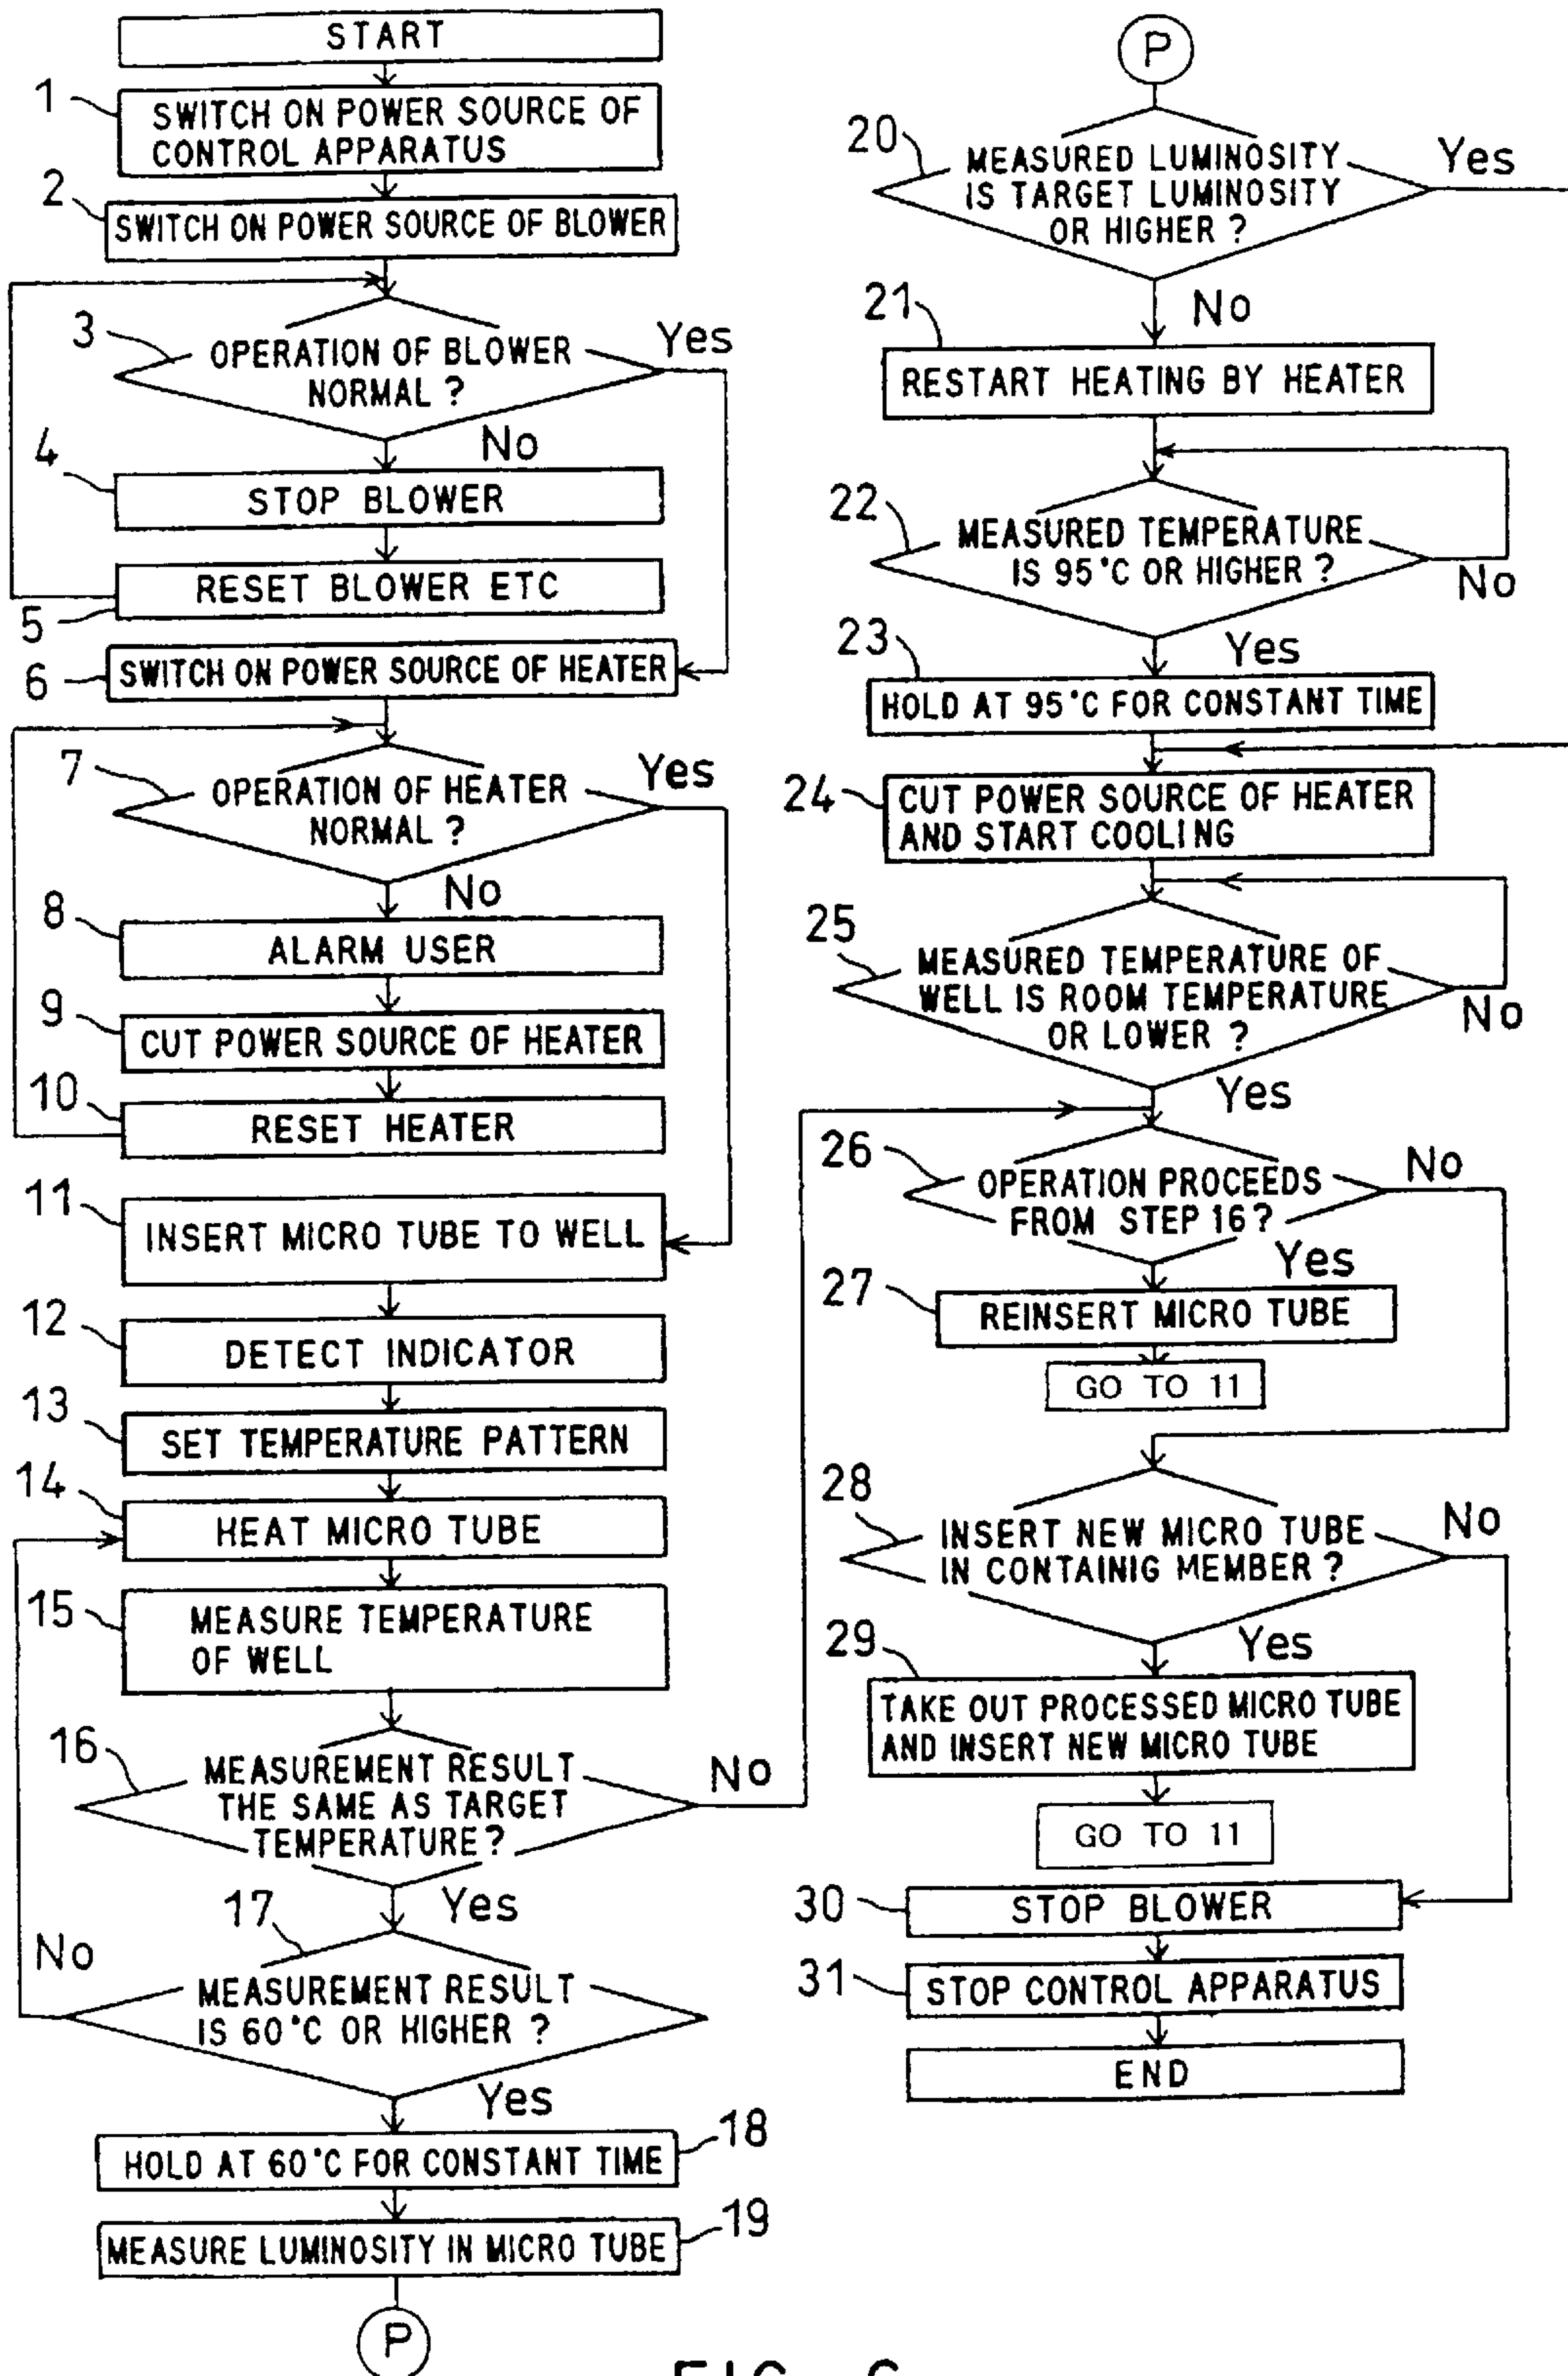 START
1
SWITCH ON POWER SOURCE OF
CONTROL APPARATUS
2
SWITCH ON POWER SOURCE OF BLOWER
3
OPERATION OF BLOWER
NORMAL ?
Yes
No
4
STOP BLOWER
RESET BLOWER ETC
5
SWITCH ON POWER SOURCE OF HEATER
6
7
OPERATION OF HEATER
NORMAL ?
Yes
No
8
ALARM USER
9
CUT POWER SOURCE OF HEATER
10
RESET HEATER
11
INSERT MICRO TUBE TO WELL
12
DETECT INDICATOR
13
SET TEMPERATURE PATTERN
14
HEAT MICRO TUBE
15
MEASURE TEMPERATURE
OF WELL
16
MEASUREMENT RESULT
THE SAME AS TARGET
TEMPERATURE ?
No
Yes
17
No
MEASUREMENT RESULT
IS 60°C OR HIGHER ?
Yes
18
HOLD AT 60°C FOR CONSTANT TIME
19
MEASURE LUMINOSITY IN MICRO TUBE
P
P
20
MEASURED LUMINOSITY
IS TARGET LUMINOSITY
OR HIGHER ?
Yes
No
21
RESTART HEATING BY HEATER
22
MEASURED TEMPERATURE
IS 95°C OR HIGHER ?
No
Yes
23
HOLD AT 95°C FOR CONSTANT TIME
24
CUT POWER SOURCE OF HEATER
AND START COOLING
25
MEASURED TEMPERATURE OF
WELL IS ROOM TEMPERATURE
OR LOWER ?
No
Yes
26
OPERATION PROCEEDS
FROM STEP 16?
No
Yes
27
REINSERT MICRO TUBE
GO TO 11
28
INSERT NEW MICRO TUBE
IN CONTAINIG MEMBER ?
No
Yes
29
TAKE OUT PROCESSED MICRO TUBE
AND INSERT NEW MICRO TUBE
GO TO 11
30
STOP BLOWER
31
STOP CONTROL APPARATUS
END